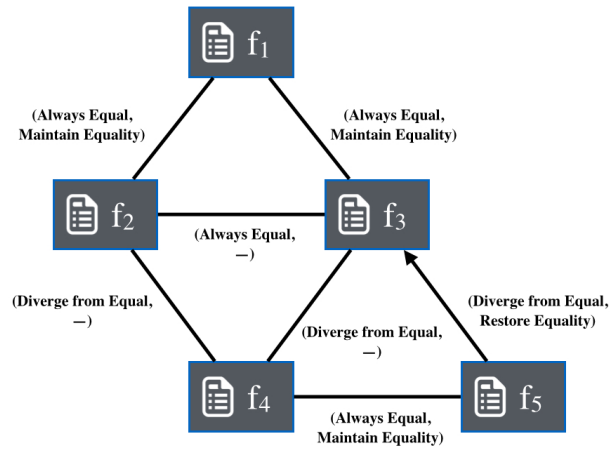 f₁
(Always Equal,
Maintain Equality)
(Always Equal,
Maintain Equality)
f₂
f₃
(Always Equal,
—)
(Diverge from Equal,
—)
(Diverge from Equal,
—)
(Diverge from Equal,
Restore Equality)
f₄
f₅
(Always Equal,
Maintain Equality)